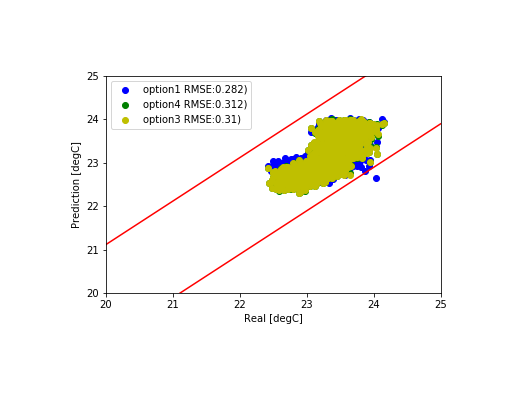 option1 RMSE:0.282)
option4 RMSE:0.312)
option3 RMSE:0.31)
25
24
23
22
21
20
Prediction [degC]
20 21 22 23 24 25
Real [degC]